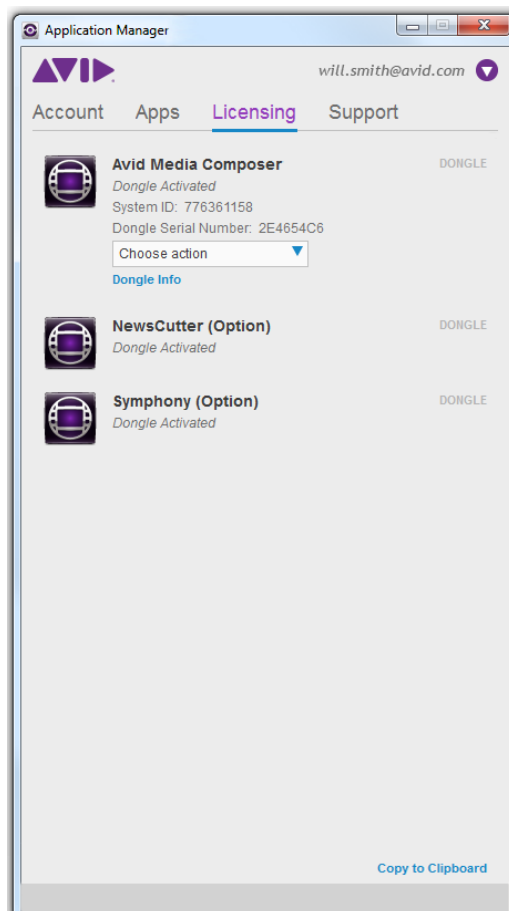 Application Manager
AVID
will.smith@avid.com
Account Apps Licensing Support
Avid Media Composer DONGLE
Dongle Activated
System ID: 776361158
Dongle Serial Number: 2E4654C6
Choose action
Dongle Info
NewsCutter (Option) DONGLE
Dongle Activated
Symphony (Option) DONGLE
Dongle Activated
Copy to Clipboard